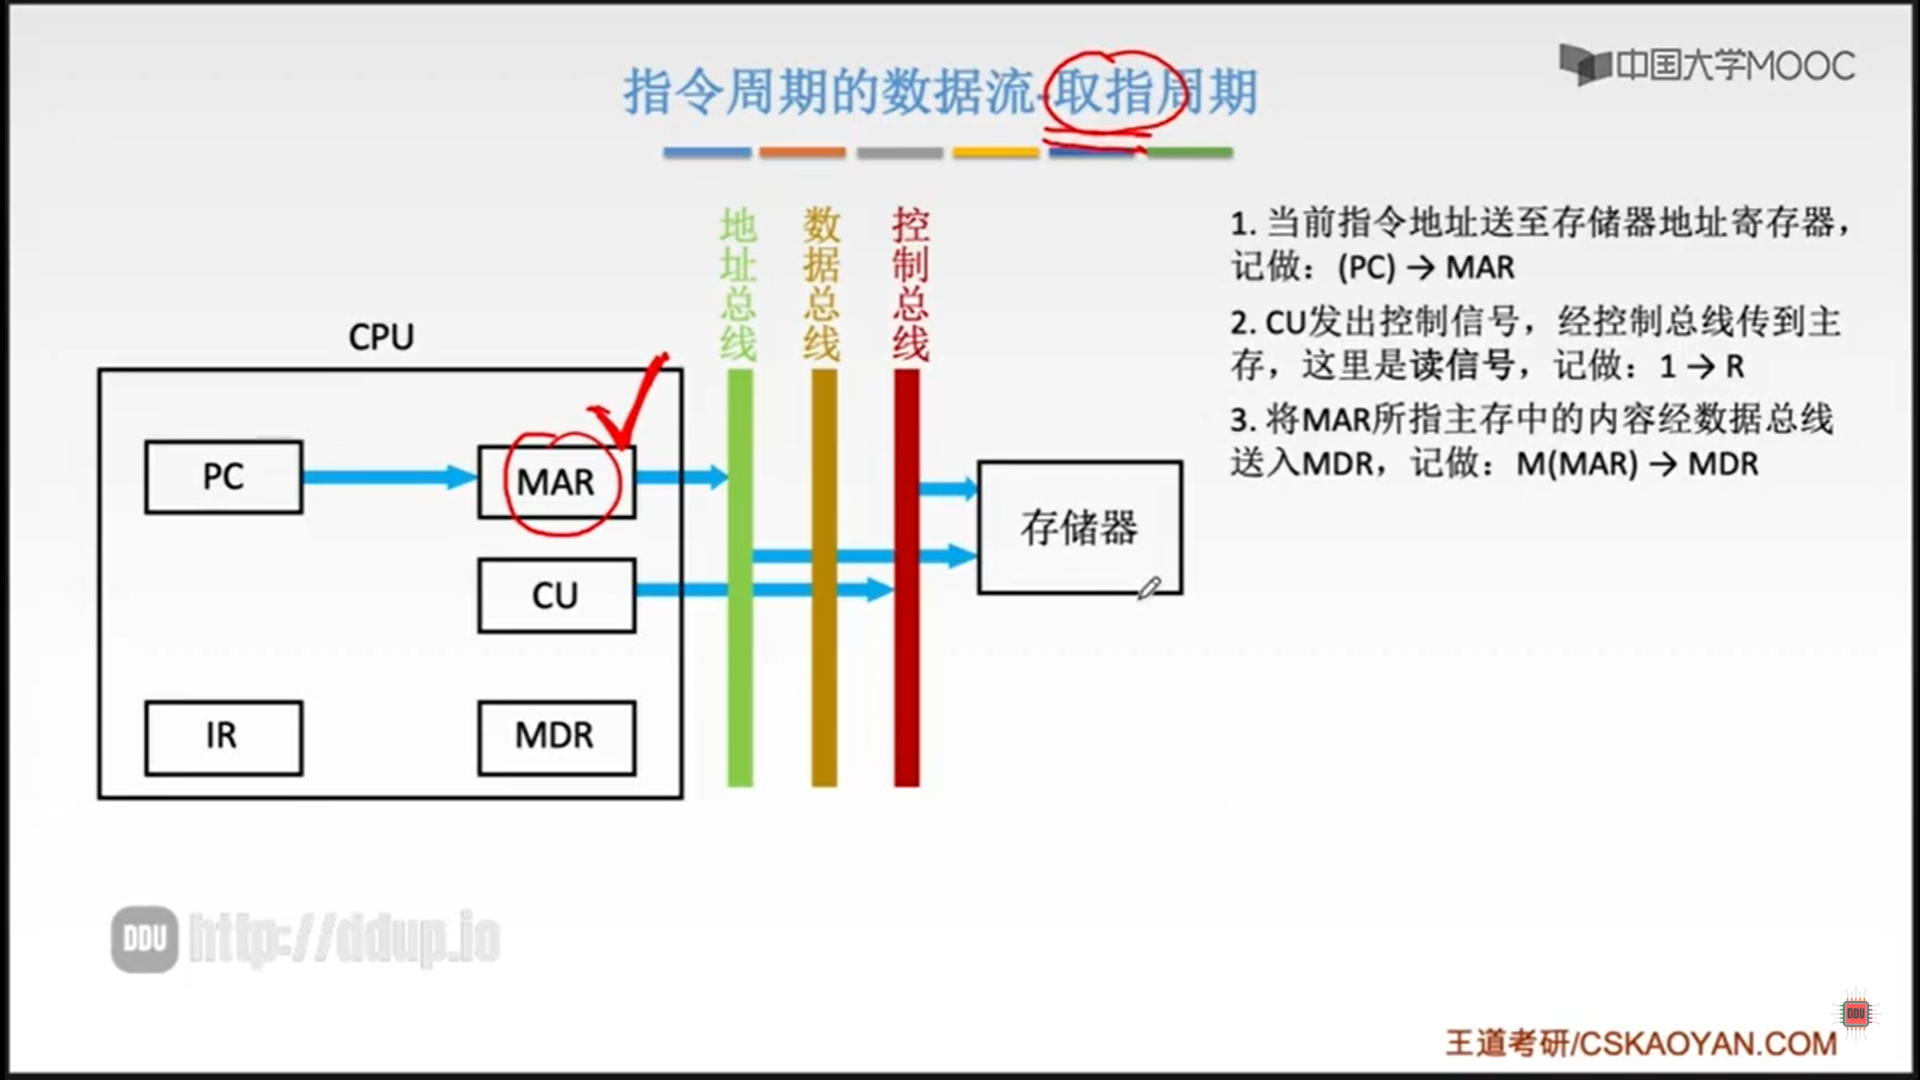 中国大学MOOC
指令周期的数据流-取指周期
地址总线
数据总线
控制总线
1. 当前指令地址送至存储器地址寄存器，
记做：(PC) → MAR
2. CU发出控制信号，经控制总线传到主
存，这里是读信号，记做：1 → R
3. 将MAR所指主存中的内容经数据总线
送入MDR，记做：M(MAR) → MDR
CPU
PC
MAR
CU
存储器
IR
MDR
DDU http://ddup.io
DDU
王道考研/CSKAOYAN.COM